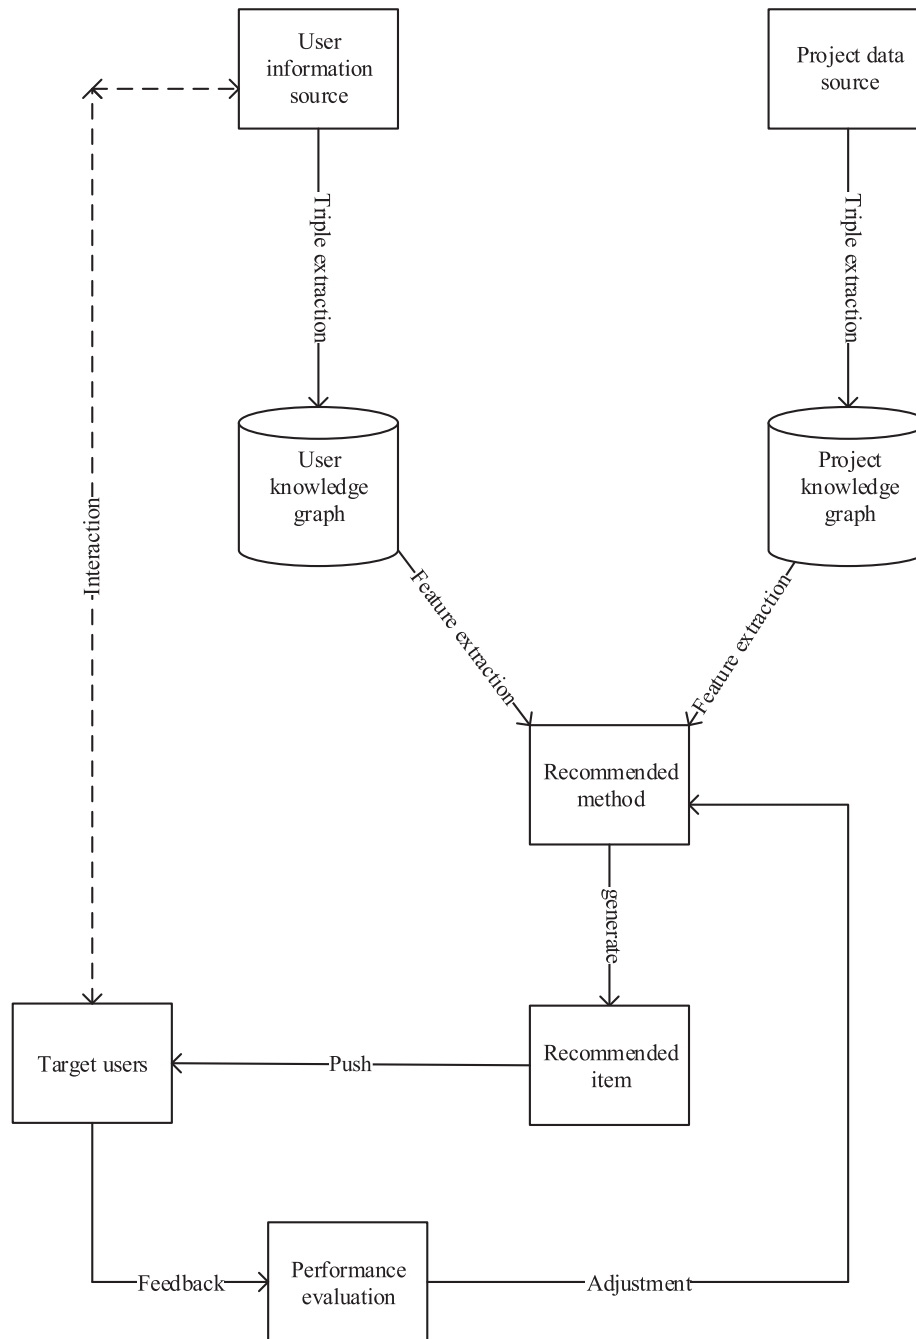 User
information
source
Project data
source
Triple extraction
Triple extraction
User
knowledge
graph
Project
knowledge
graph
Interaction
Feature extraction
Feature extraction
Recommended
method
generate
Target users
Push
Recommended
item
Feedback
Performance
evaluation
Adjustment